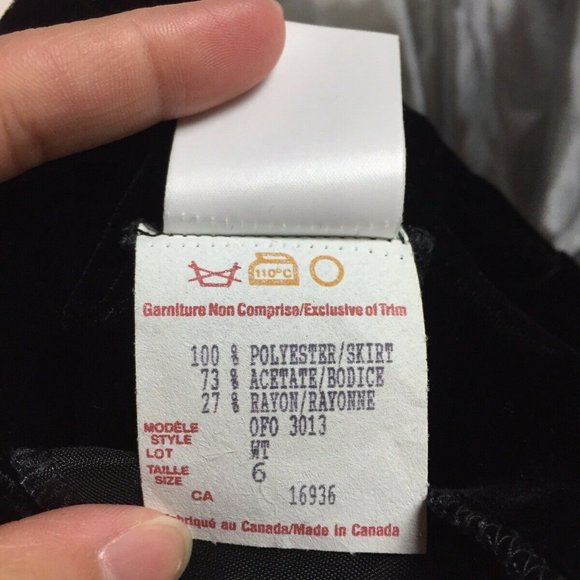 110°C
Garniture Non Comprise/Exclusive of Trim
100 % POLYESTER/SKIRT
73 % ACETATE/BODICE
27 % RAYON/RAYONNE
MODÈLE
STYLE OFO 3013
LOT WT
TAILLE
SIZE 6
CA 16936
Fabriqué au Canada/Made in Canada